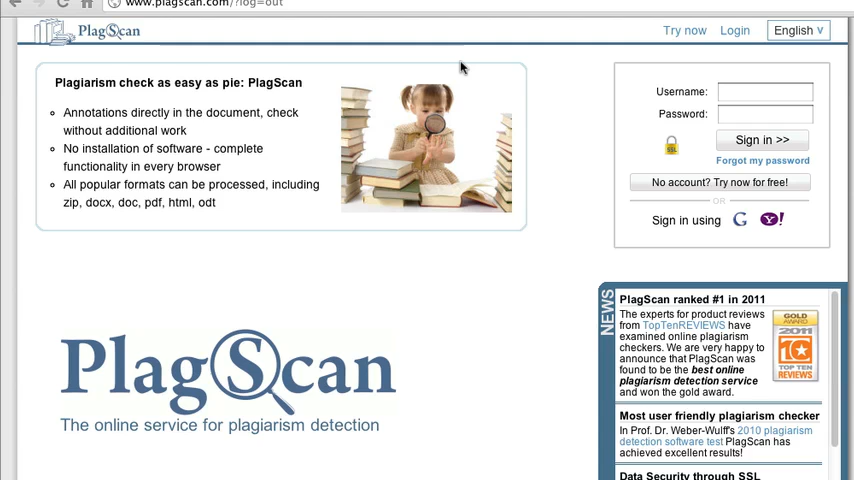 www.plagscan.com/?log=out
PlagScan
Try now
Login
English V
Plagiarism check as easy as pie: PlagScan
Annotations directly in the document, check
without additional work
No installation of software - complete
functionality in every browser
All popular formats can be processed, including
zip, docx, doc, pdf, html, odt
Username:
Password:
SSL
Sign in >>
Forgot my password
No account? Try now for free!
OR
Sign in using G Y!
PlagScan
The online service for plagiarism detection
NEWS
PlagScan ranked #1 in 2011
The experts for product reviews
from TopTenREVIEWS have
examined online plagiarism
checkers. We are very happy to
announce that PlagScan was
found to be the best online
plagiarism detection service
and won the gold award.
GOLD
AWARD
2011
10
TOP TEN
REVIEWS
Most user friendly plagiarism checker
In Prof. Dr. Weber-Wulff's 2010 plagiarism
detection software test PlagScan has
achieved excellent results!
Data Security through SSL